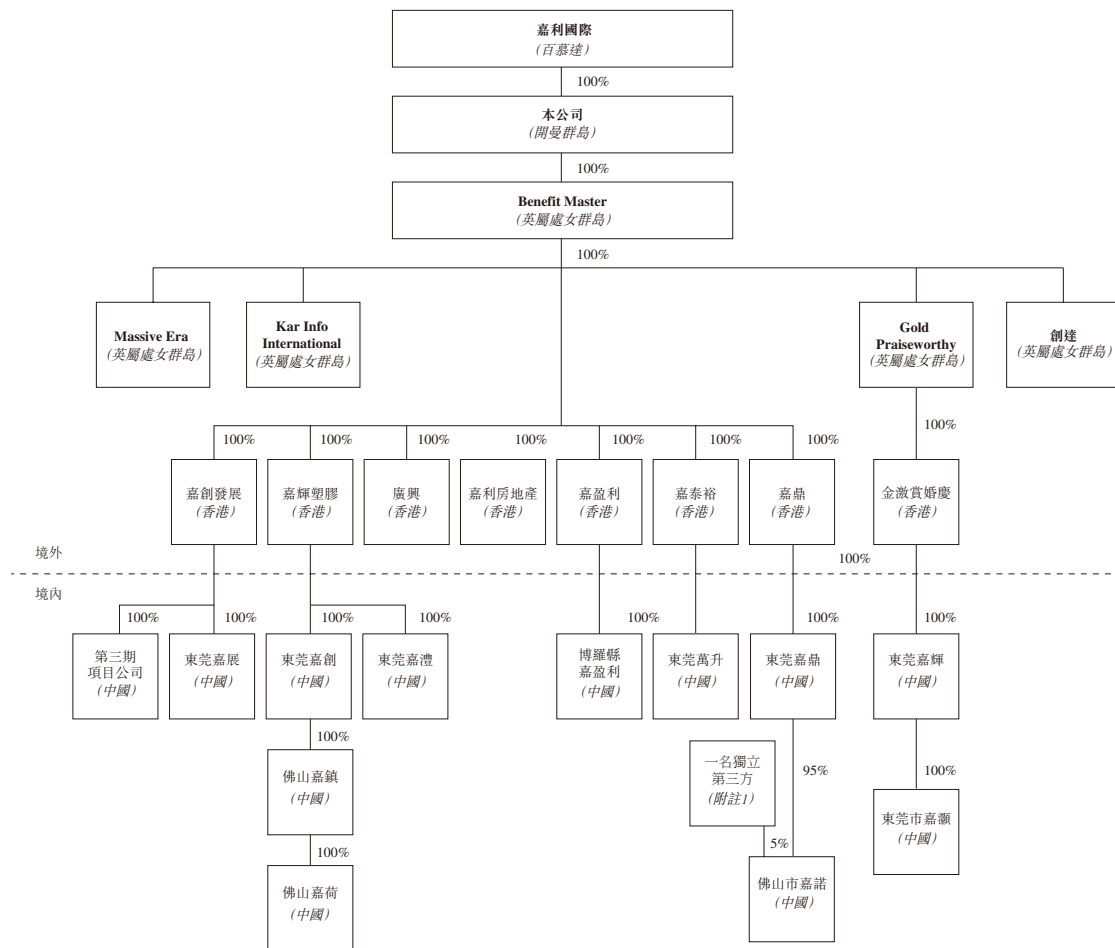 嘉利國際
(百慕達)
100%
本公司
(開曼群島)
100%
Benefit Master
(英屬處女群島)
100%
Massive Era
(英屬處女群島)
Kar Info
International
(英屬處女群島)
Gold
Praiseworthy
(英屬處女群島)
創達
(英屬處女群島)
100%
100%
100%
100%
100%
100%
100%
100%
嘉創發展
(香港)
嘉輝塑膠
(香港)
廣興
(香港)
嘉利房地產
(香港)
嘉盈利
(香港)
嘉泰裕
(香港)
嘉鼎
(香港)
金激賞婚慶
(香港)
境外
100%
境內
100%
100%
100%
100%
100%
100%
100%
第三期
項目公司
(中國)
東莞嘉展
(中國)
東莞嘉創
(中國)
東莞嘉灃
(中國)
博羅縣
嘉盈利
(中國)
東莞萬升
(中國)
東莞嘉鼎
(中國)
東莞嘉輝
(中國)
100%
佛山嘉鎮
(中國)
一名獨立
第三方
(附註1)
95%
100%
東莞市嘉灝
(中國)
100%
5%
佛山嘉荷
(中國)
佛山市嘉諾
(中國)